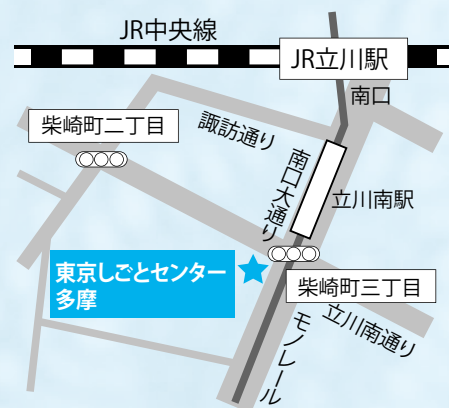 JR中央線
JR立川駅
南口
柴崎町二丁目
諏訪通り
南口大通り
立川南駅
東京しごとセンター
多摩
柴崎町三丁目
立川南通り
モノレール